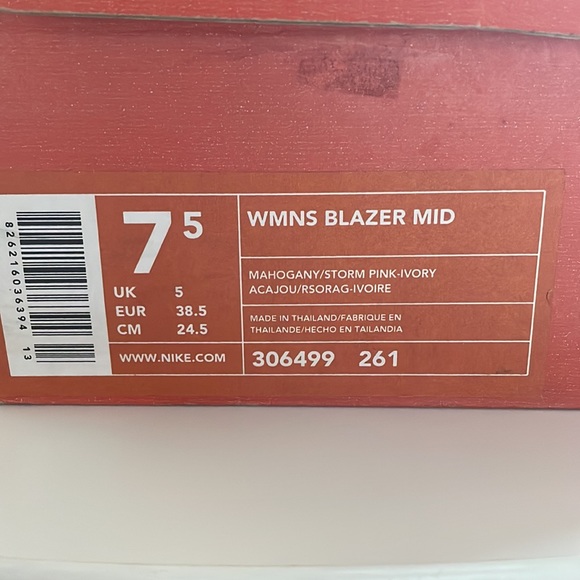 826216036394 13
7 5
UK 5
EUR 38.5
CM 24.5
WWW.NIKE.COM
WMNS BLAZER MID
MAHOGANY/STORM PINK-IVORY
ACAJOU/RSORAG-IVOIRE
MADE IN THAILAND/FABRIQUE EN
THAILANDE/HECHO EN TAILANDIA
306499 261